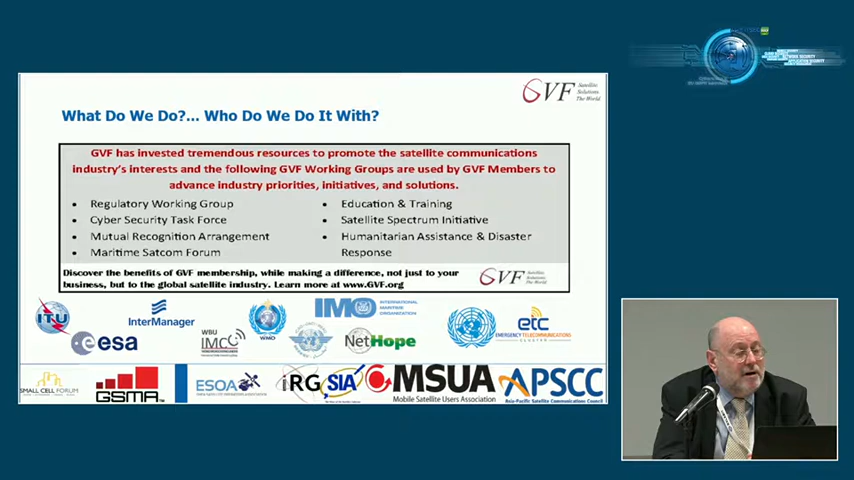 GVF Satellite. Solutions. The World
What Do We Do?... Who Do We Do It With?
GVF has invested tremendous resources to promote the satellite communications
industry's interests and the following GVF Working Groups are used by GVF Members to
advance industry priorities, initiatives, and solutions.
• Regulatory Working Group
• Cyber Security Task Force
• Mutual Recognition Arrangement
• Maritime Satcom Forum
• Education & Training
• Satellite Spectrum Initiative
• Humanitarian Assistance & Disaster
Response
Discover the benefits of GVF membership, while making a difference, not just to your
business, but to the global satellite industry. Learn more at www.GVF.org
GVF Satellite. Solutions. The World
ITU
InterManager
esa
WBU
IMC
WMO
IMO INTERNATIONAL
MARITIME
ORGANIZATION
NetHope
etc
EMERGENCY TELECOMMUNICATIONS
CLUSTER
SMALL CELL FORUM
GSMA
ESOA
iRG
SIA
MSUA
Mobile Satellite Users Association
APSCC
Asia-Pacific Satellite Communications Council